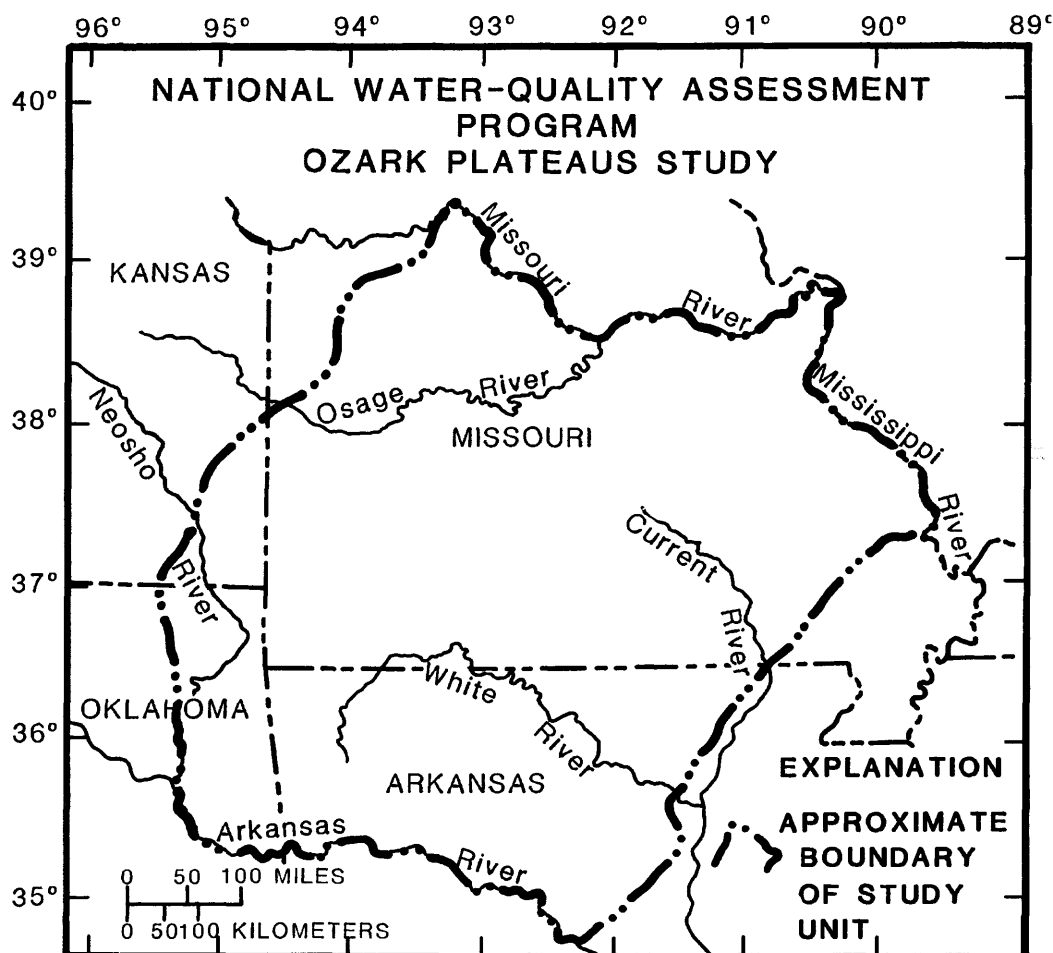 96° 95° 94° 93° 92° 91° 90° 89°
40°
39°
38°
37°
36°
35°
NATIONAL WATER-QUALITY ASSESSMENT
PROGRAM
OZARK PLATEAUS STUDY
Missouri
River
KANSAS
Mississippi
River
Osage
River
MISSOURI
Neosho
River
Current
River
White
River
OKLAHOMA
ARKANSAS
Arkansas
River
EXPLANATION
APPROXIMATE
BOUNDARY
OF STUDY
UNIT
0 50 100 MILES
0 50 100 KILOMETERS